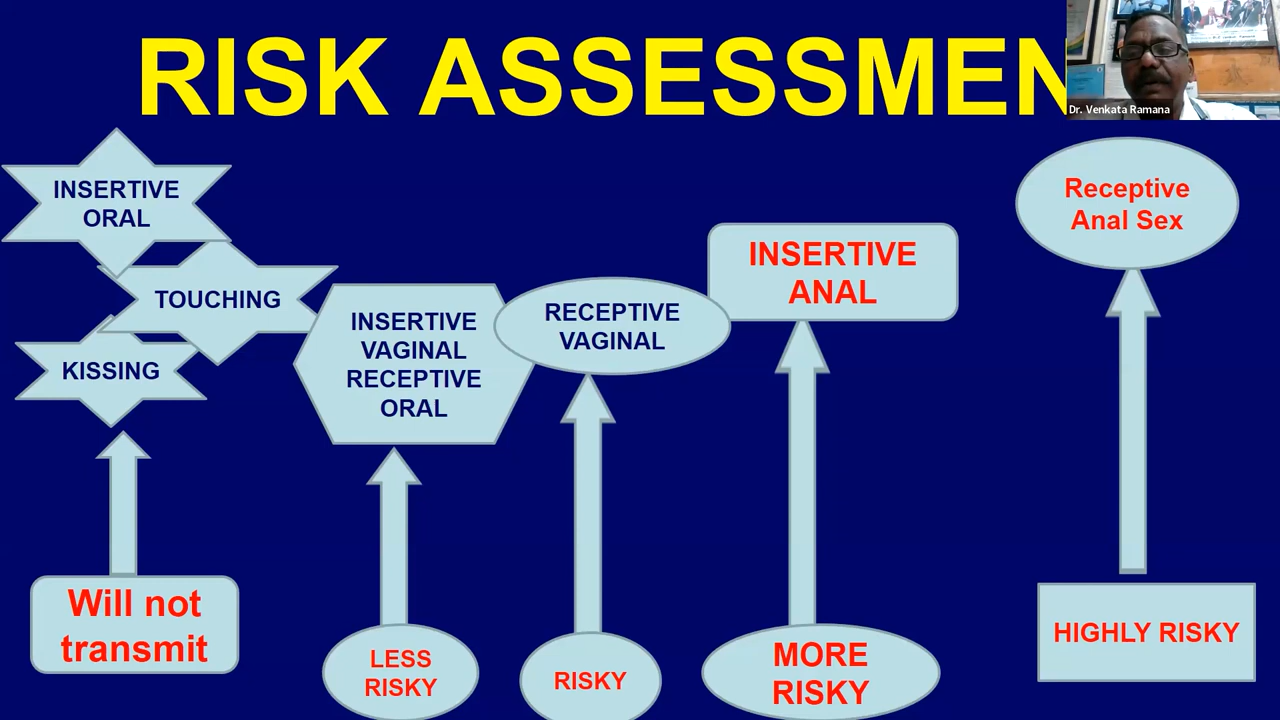 RISK ASSESSMEN
Dr. Venkata Ramana
INSERTIVE
ORAL
TOUCHING
KISSING
INSERTIVE
VAGINAL
RECEPTIVE
ORAL
RECEPTIVE
VAGINAL
INSERTIVE
ANAL
Receptive
Anal Sex
Will not
transmit
LESS
RISKY
RISKY
MORE
RISKY
HIGHLY RISKY